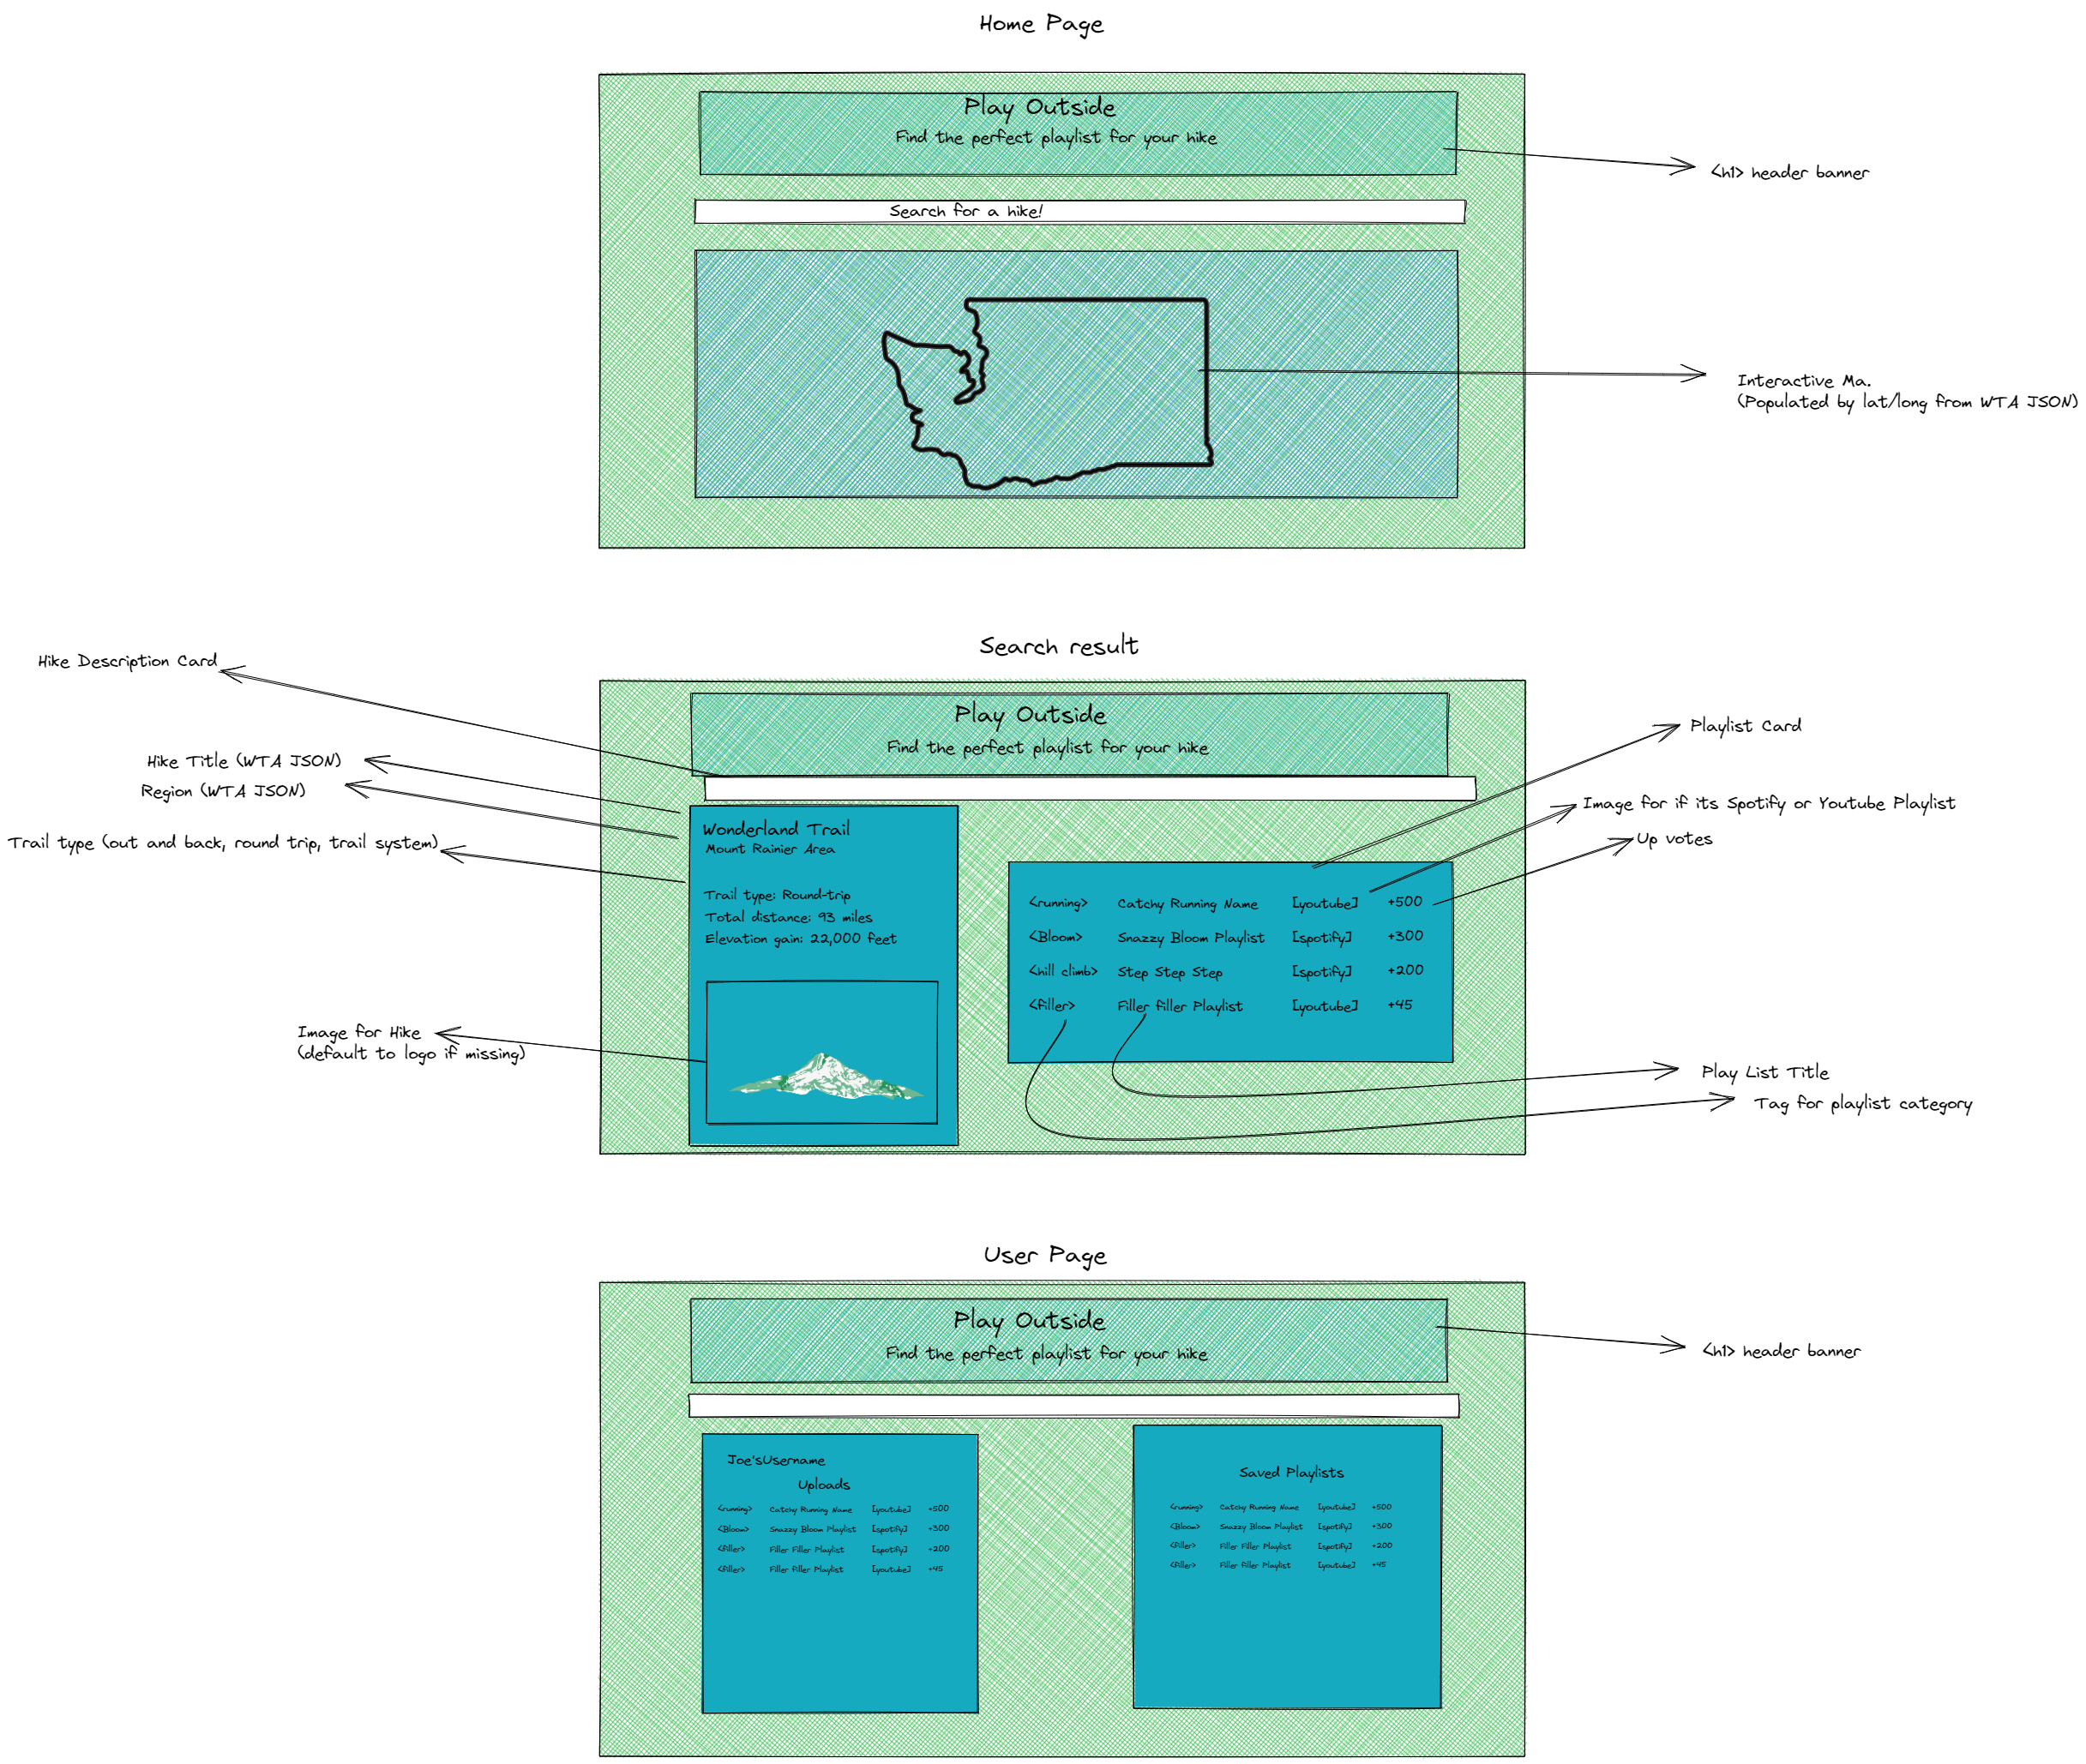 Home Page
Play Outside
Find the perfect playlist for your hike
<h1> header banner
Search for a hike!
Interactive Ma.
(Populated by lat/long from WTA JSON)
Search result
Hike Description Card
Play Outside
Find the perfect playlist for your hike
Playlist Card
Hike Title (WTA JSON)
Region (WTA JSON)
Image for if its Spotify or Youtube Playlist
Trail type (out and back, round trip, trail system)
Up votes
Wonderland Trail
Mount Rainier Area
Trail type: Round-trip
Total distance: 93 miles
Elevation gain: 22,000 feet
<running> Catchy Running Name [youtube] +500
<Bloom> Snazzy Bloom Playlist [spotify] +300
<hill climb> Step Step Step [spotify] +200
<filler> Filler filler Playlist [youtube] +45
Image for Hike
(default to logo if missing)
Play List Title
Tag for playlist category
User Page
Play Outside
Find the perfect playlist for your hike
<h1> header banner
Joe'sUsername
Uploads
<running> Catchy Running Name [youtube] +500
<Bloom> Snazzy Bloom Playlist [spotify] +300
<filler> Filler Filler Playlist [spotify] +200
<filler> Filler filler Playlist [youtube] +45
Saved Playlists
<running> Catchy Running Name [youtube] +500
<Bloom> Snazzy Bloom Playlist [spotify] +300
<filler> Filler Filler Playlist [spotify] +200
<filler> Filler filler Playlist [youtube] +45